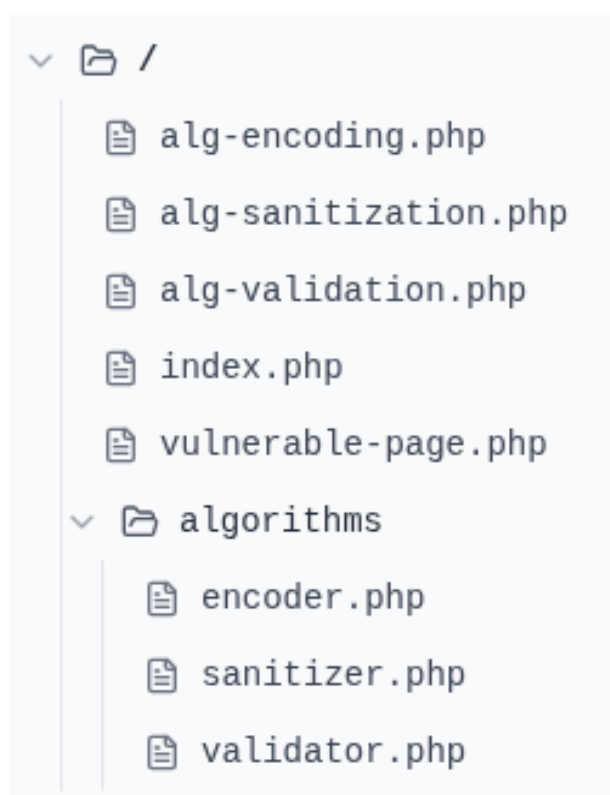 /
alg-encoding.php
alg-sanitization.php
alg-validation.php
index.php
vulnerable-page.php
algorithms
encoder.php
sanitizer.php
validator.php